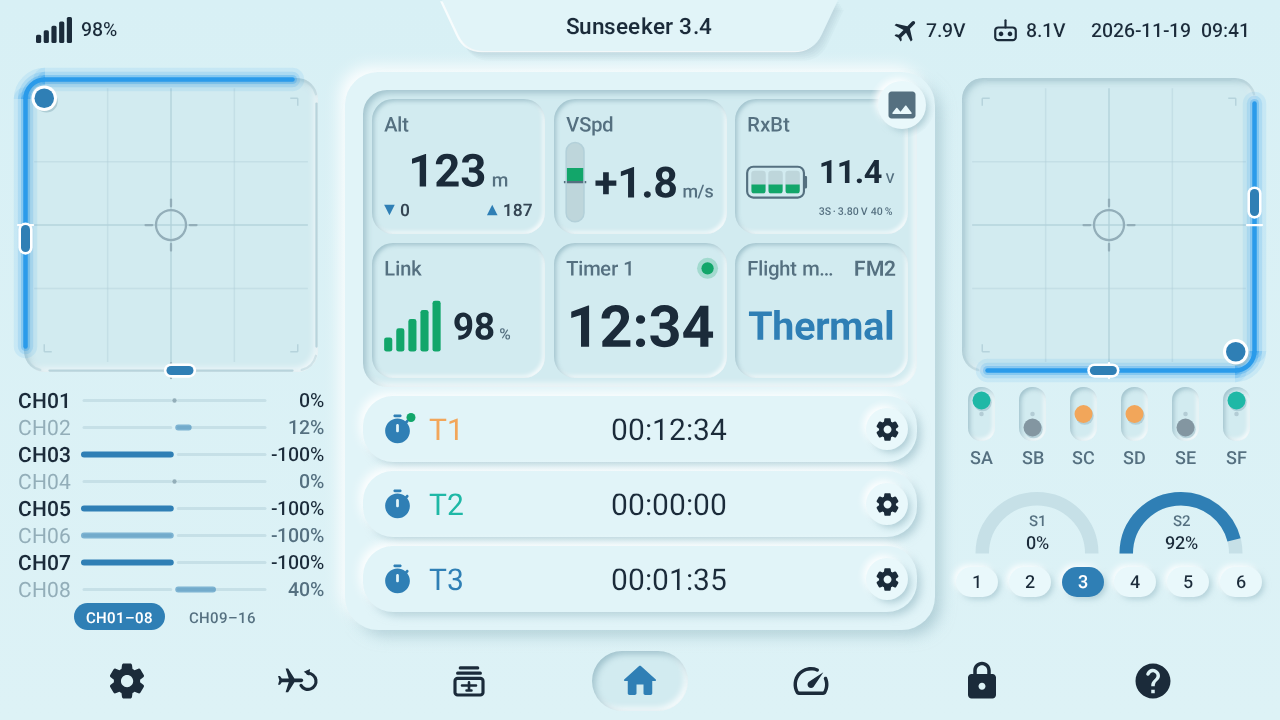 98%
Sunseeker 3.4
7.9V 8.1V 2026-11-19 09:41
Alt
123 m
▼ 0 ▲ 187
VSpd
+1.8 m/s
RxBt
11.4 V
3S · 3.80 V 40 %
Link
98 %
Timer 1
12:34
Flight m... FM2
Thermal
T1 00:12:34
T2 00:00:00
T3 00:01:35
CH01 0%
CH02 12%
CH03 -100%
CH04 0%
CH05 -100%
CH06 -100%
CH07 -100%
CH08 40%
CH01–08 CH09–16
SA SB SC SD SE SF
S1
0%
S2
92%
1 2 3 4 5 6